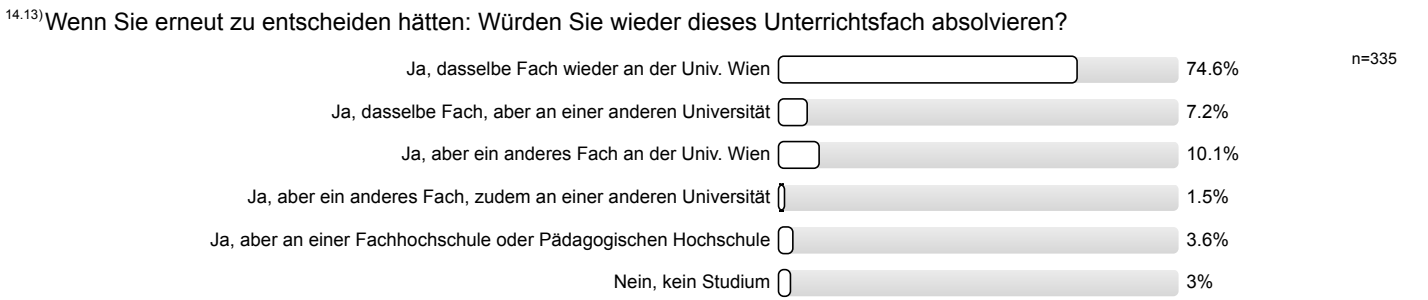 14.13) Wenn Sie erneut zu entscheiden hätten: Würden Sie wieder dieses Unterrichtsfach absolvieren?
Ja, dasselbe Fach wieder an der Univ. Wien 74.6% n=335
Ja, dasselbe Fach, aber an einer anderen Universität 7.2%
Ja, aber ein anderes Fach an der Univ. Wien 10.1%
Ja, aber ein anderes Fach, zudem an einer anderen Universität 1.5%
Ja, aber an einer Fachhochschule oder Pädagogischen Hochschule 3.6%
Nein, kein Studium 3%